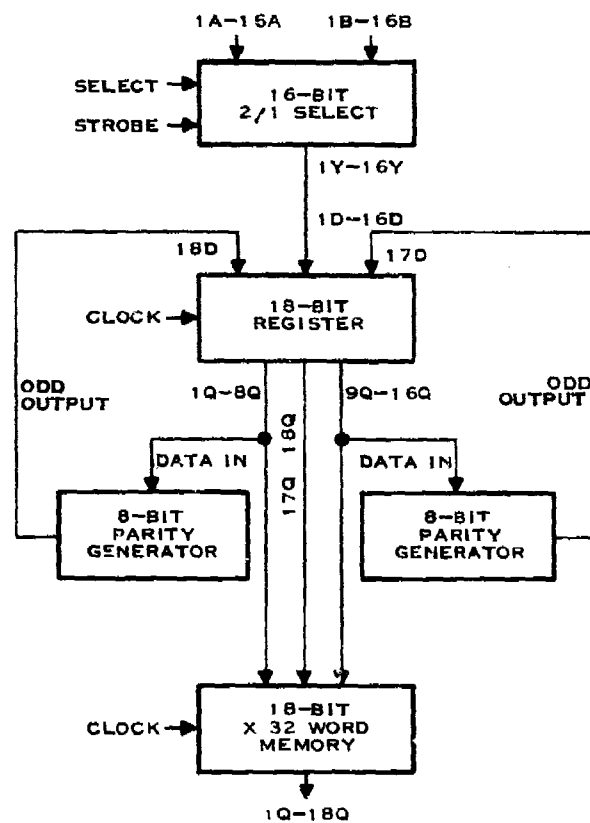 1A-16A
1B-16B
SELECT
STROBE
16-BIT
2/1 SELECT
1Y-16Y
1D-16D
18D
17D
CLOCK
18-BIT
REGISTER
ODD
OUTPUT
ODD
OUTPUT
1Q-8Q
17Q 18Q
9Q-16Q
DATA IN
DATA IN
8-BIT
PARITY
GENERATOR
8-BIT
PARITY
GENERATOR
CLOCK
18-BIT
X 32 WORD
MEMORY
1Q-18Q